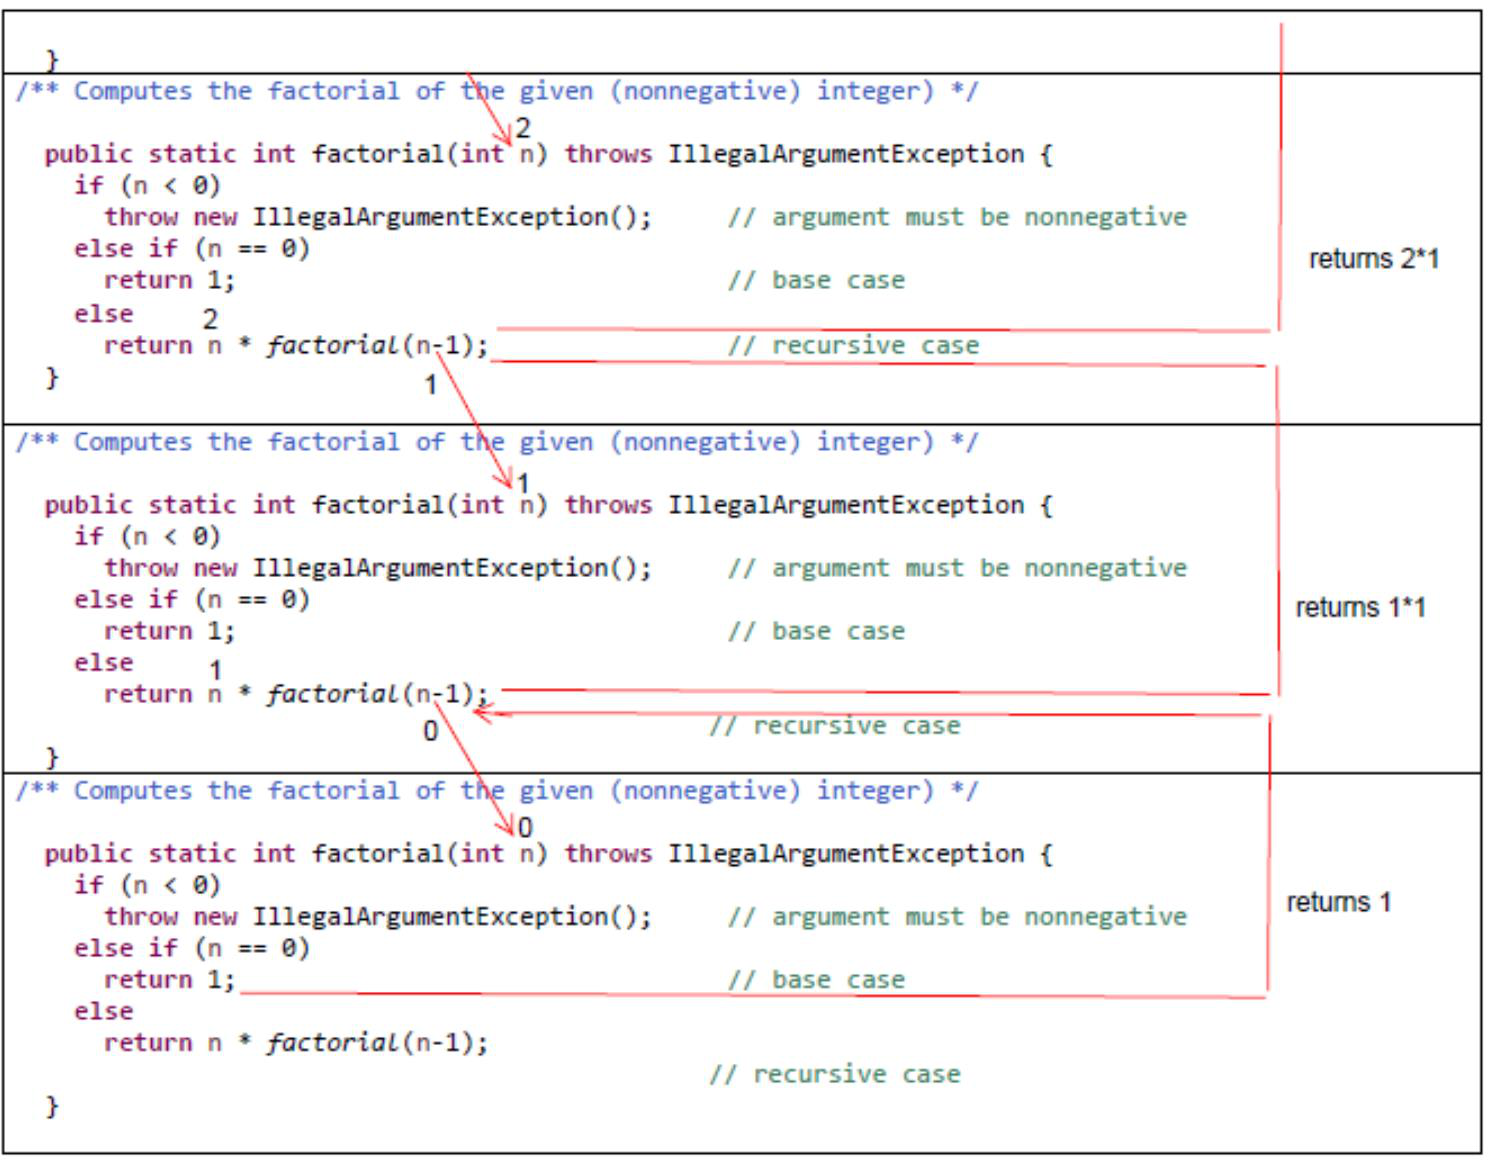 }
/** Computes the factorial of the given (nonnegative) integer) */
2
public static int factorial(int n) throws IllegalArgumentException {
if (n < 0)
throw new IllegalArgumentException(); // argument must be nonnegative
else if (n == 0)
returns 2*1
return 1; // base case
else
2
return n * factorial(n-1); // recursive case
}
1
/** Computes the factorial of the given (nonnegative) integer) */
1
public static int factorial(int n) throws IllegalArgumentException {
if (n < 0)
throw new IllegalArgumentException(); // argument must be nonnegative
else if (n == 0)
returns 1*1
return 1; // base case
else
1
return n * factorial(n-1);
0
// recursive case
}
/** Computes the factorial of the given (nonnegative) integer) */
0
public static int factorial(int n) throws IllegalArgumentException {
if (n < 0)
returns 1
throw new IllegalArgumentException(); // argument must be nonnegative
else if (n == 0)
return 1; // base case
else
return n * factorial(n-1);
// recursive case
}